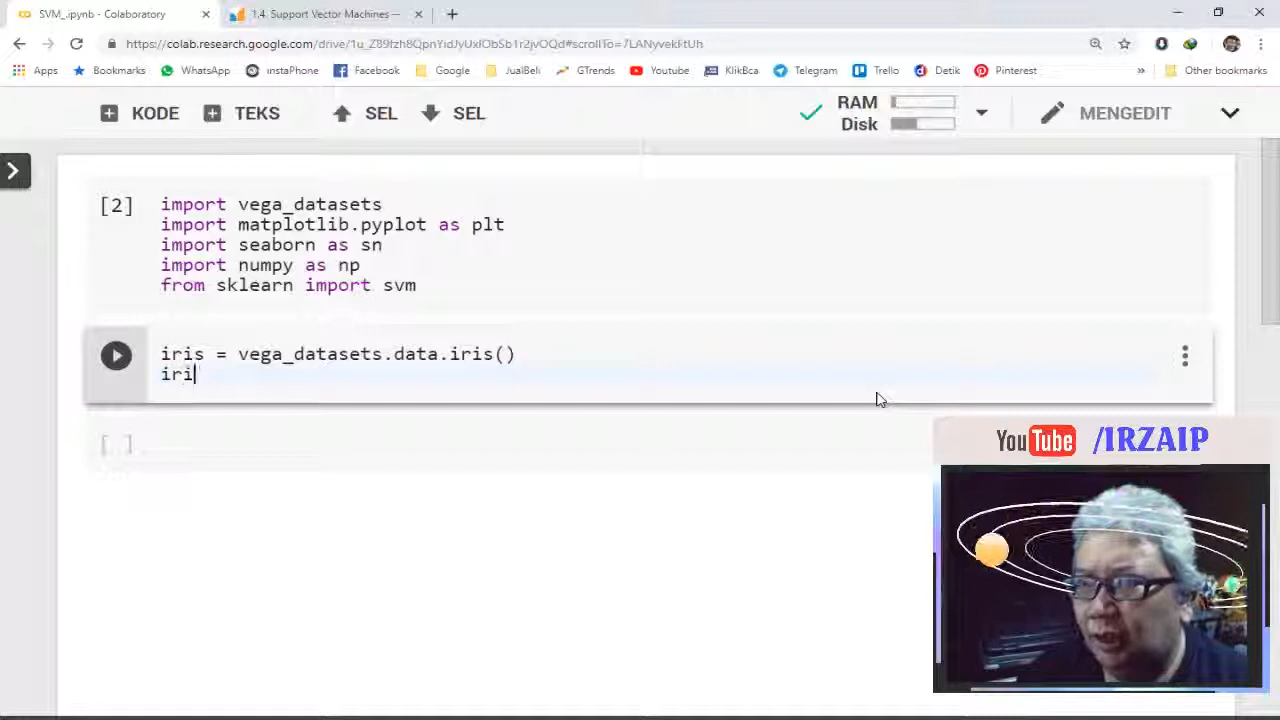 SVM_.ipynb - Colaboratory
1.4. Support Vector Machines —
https://colab.research.google.com/drive/1u_Z89fzh8QpnYidJyUxlObSb1r2jvOQd#scrollTo=7LANyvekFtUh
Apps Bookmarks WhatsApp instaPhone Facebook Google JualBeli GTrends Youtube KlikBca Telegram Trello Detik Pinterest » Other bookmarks
KODE TEKS SEL SEL RAM Disk MENGEDIT
[2] import vega_datasets
import matplotlib.pyplot as plt
import seaborn as sn
import numpy as np
from sklearn import svm
iris = vega_datasets.data.iris()
iri
[ ]
YouTube /IRZAIP